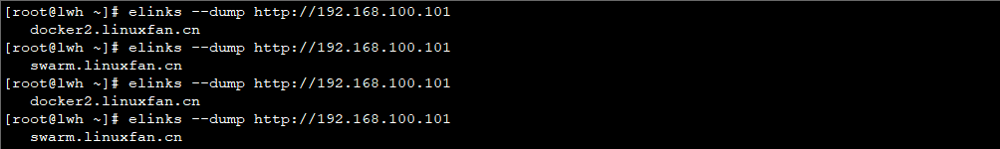 [root@lwh ~]# elinks --dump http://192.168.100.101
docker2.linuxfan.cn
[root@lwh ~]# elinks --dump http://192.168.100.101
swarm.linuxfan.cn
[root@lwh ~]# elinks --dump http://192.168.100.101
docker2.linuxfan.cn
[root@lwh ~]# elinks --dump http://192.168.100.101
swarm.linuxfan.cn